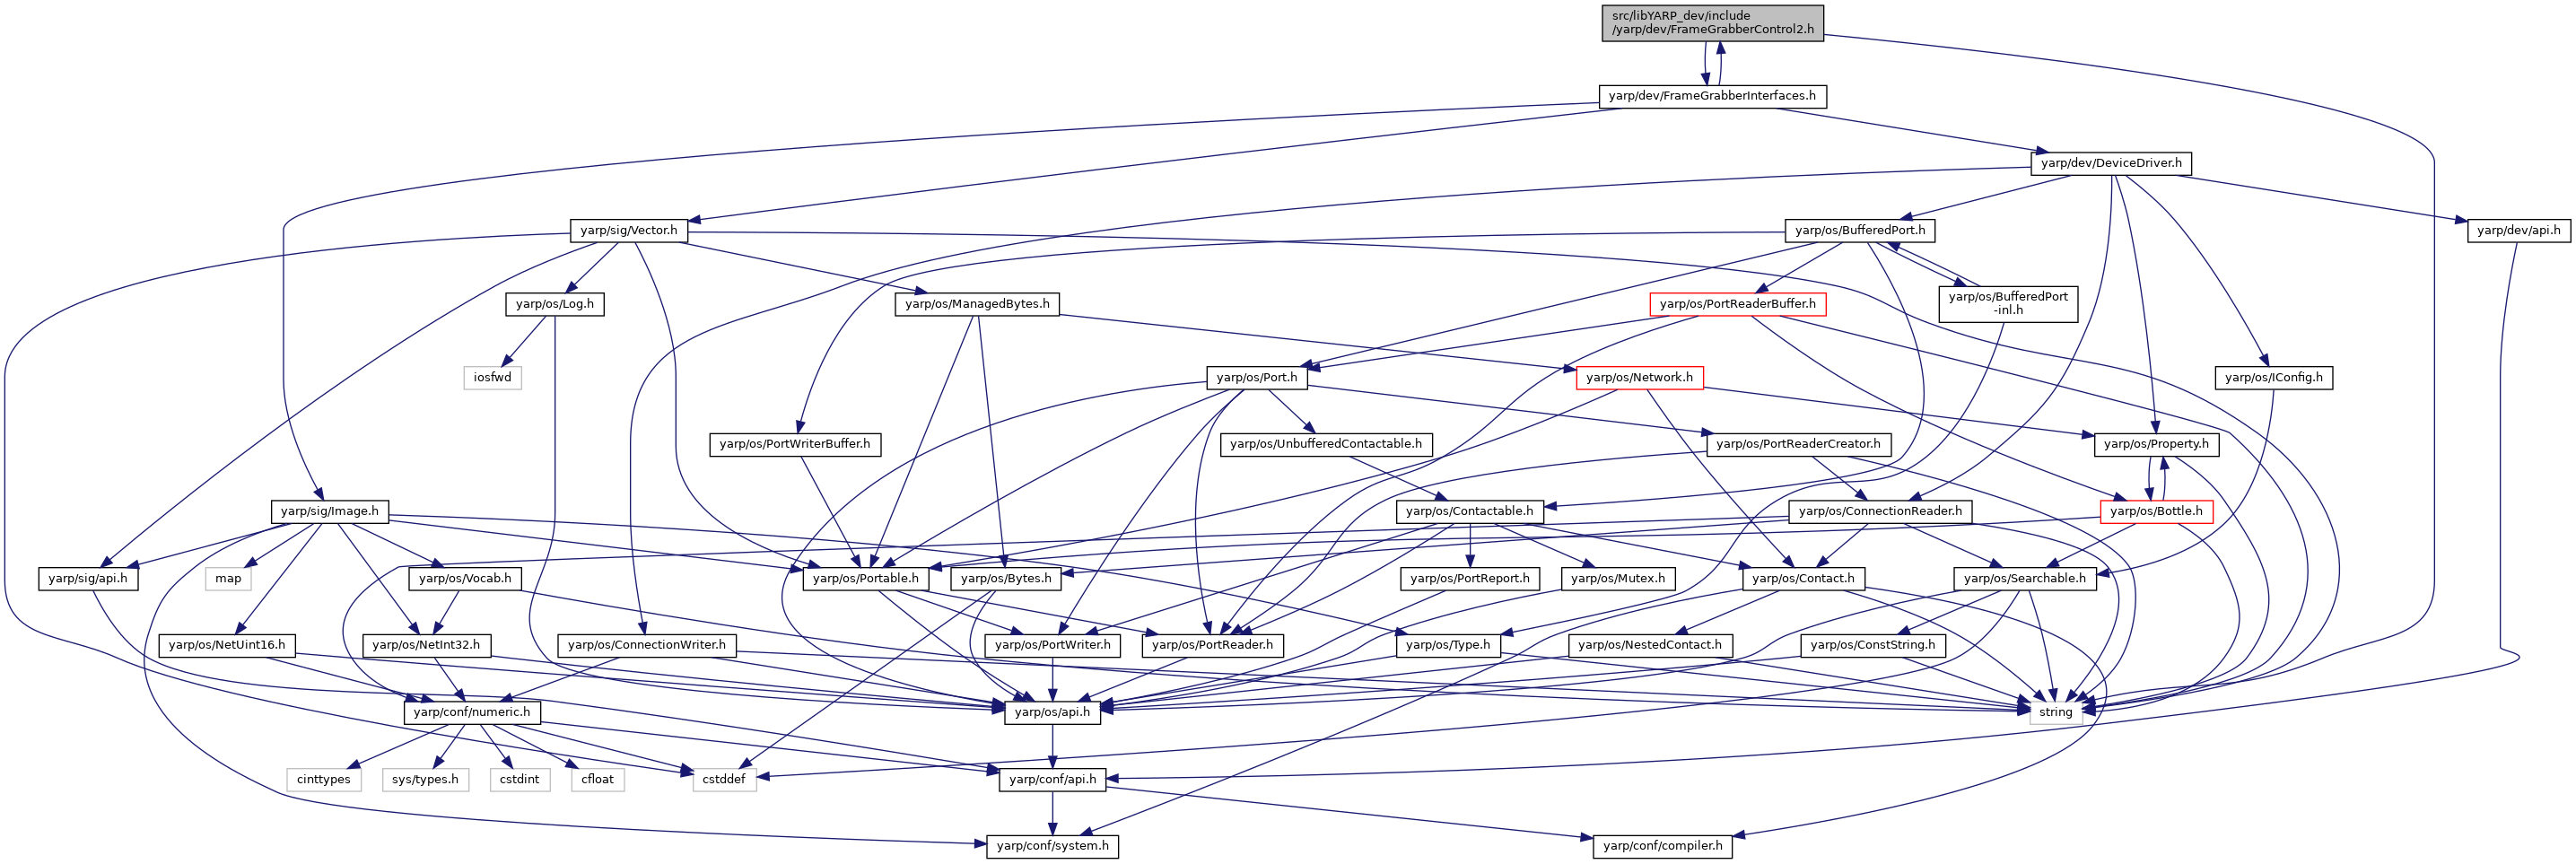 src/libYARP_dev/include
/yarp/dev/FrameGrabberControl2.h
yarp/dev/FrameGrabberInterfaces.h
yarp/dev/DeviceDriver.h
yarp/sig/Vector.h
yarp/os/BufferedPort.h
yarp/dev/api.h
yarp/os/Log.h
yarp/os/ManagedBytes.h
yarp/os/PortReaderBuffer.h
yarp/os/BufferedPort
-inl.h
iosfwd
yarp/os/Port.h
yarp/os/Network.h
yarp/os/IConfig.h
yarp/os/PortWriterBuffer.h
yarp/os/UnbufferedContactable.h
yarp/os/PortReaderCreator.h
yarp/os/Property.h
yarp/sig/Image.h
yarp/os/Contactable.h
yarp/os/ConnectionReader.h
yarp/os/Bottle.h
yarp/sig/api.h
map
yarp/os/Vocab.h
yarp/os/Portable.h
yarp/os/Bytes.h
yarp/os/PortReport.h
yarp/os/Mutex.h
yarp/os/Contact.h
yarp/os/Searchable.h
yarp/os/NetUint16.h
yarp/os/NetInt32.h
yarp/os/ConnectionWriter.h
yarp/os/PortWriter.h
yarp/os/PortReader.h
yarp/os/Type.h
yarp/os/NestedContact.h
yarp/os/ConstString.h
yarp/conf/numeric.h
yarp/os/api.h
string
cinttypes
sys/types.h
cstdint
cfloat
cstddef
yarp/conf/api.h
yarp/conf/system.h
yarp/conf/compiler.h